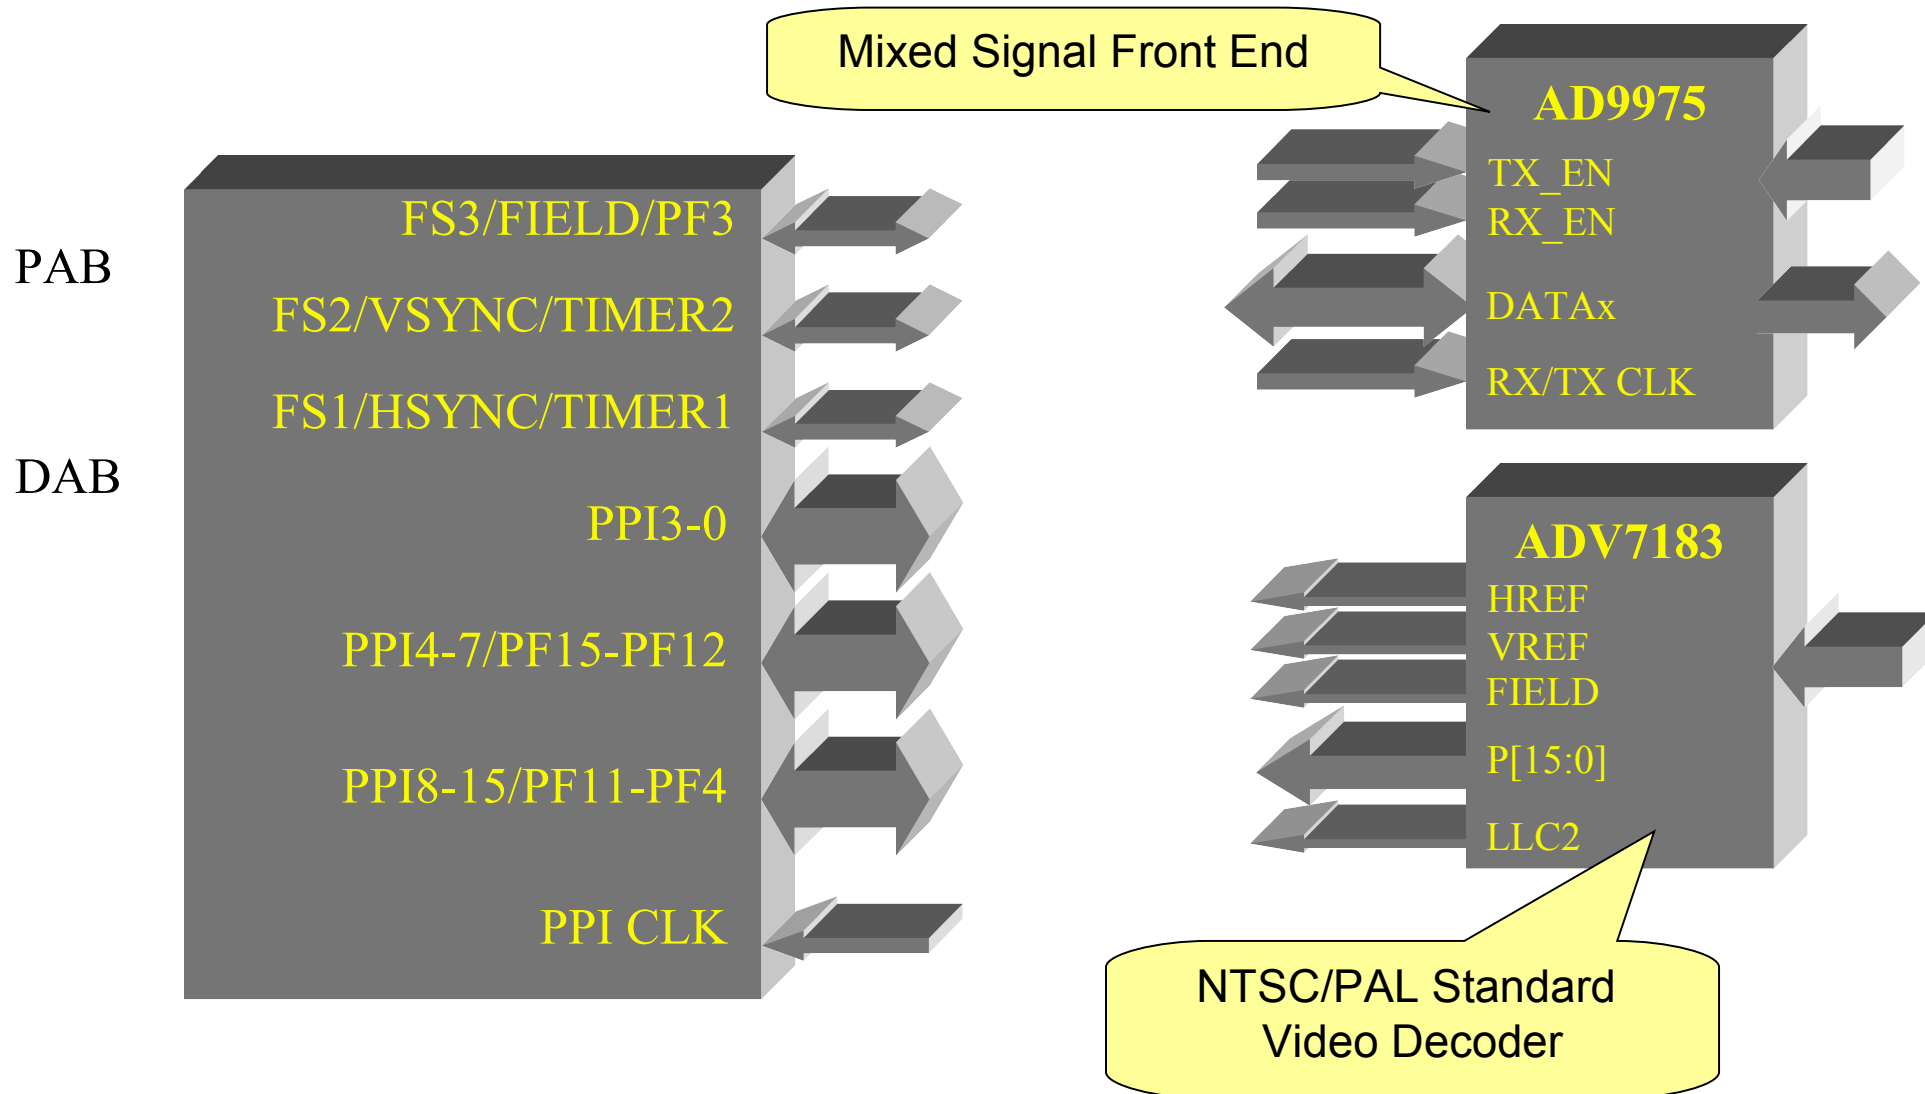 Mixed Signal Front End
AD9975
TX_EN
RX_EN
DATAx
RX/TX CLK
PAB
DAB
FS3/FIELD/PF3
FS2/VSYNC/TIMER2
FS1/HSYNC/TIMER1
PPI3-0
PPI4-7/PF15-PF12
PPI8-15/PF11-PF4
PPI CLK
ADV7183
HREF
VREF
FIELD
P[15:0]
LLC2
NTSC/PAL Standard
Video Decoder